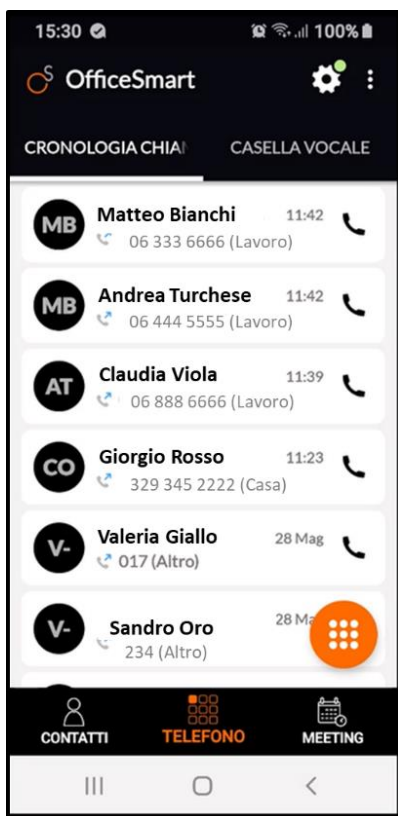 15:30 100%
OS OfficeSmart
CRONOLOGIA CHIA
CASELLA VOCALE
MB Matteo Bianchi 11:42
06 333 6666 (Lavoro)
MB Andrea Turchese 11:42
06 444 5555 (Lavoro)
AT Claudia Viola 11:39
06 888 6666 (Lavoro)
CO Giorgio Rosso 11:23
329 345 2222 (Casa)
V- Valeria Giallo 28 Mag
017 (Altro)
V- Sandro Oro 28 Ma
234 (Altro)
CONTATTI TELEFONO MEETING